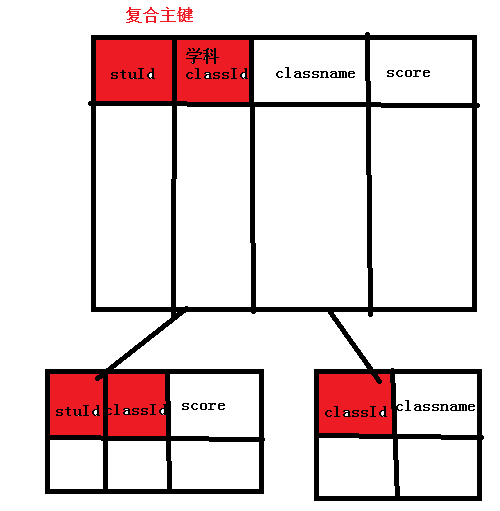 复合主键
学科
stuId classId classname score
stuId classId score
classId classname